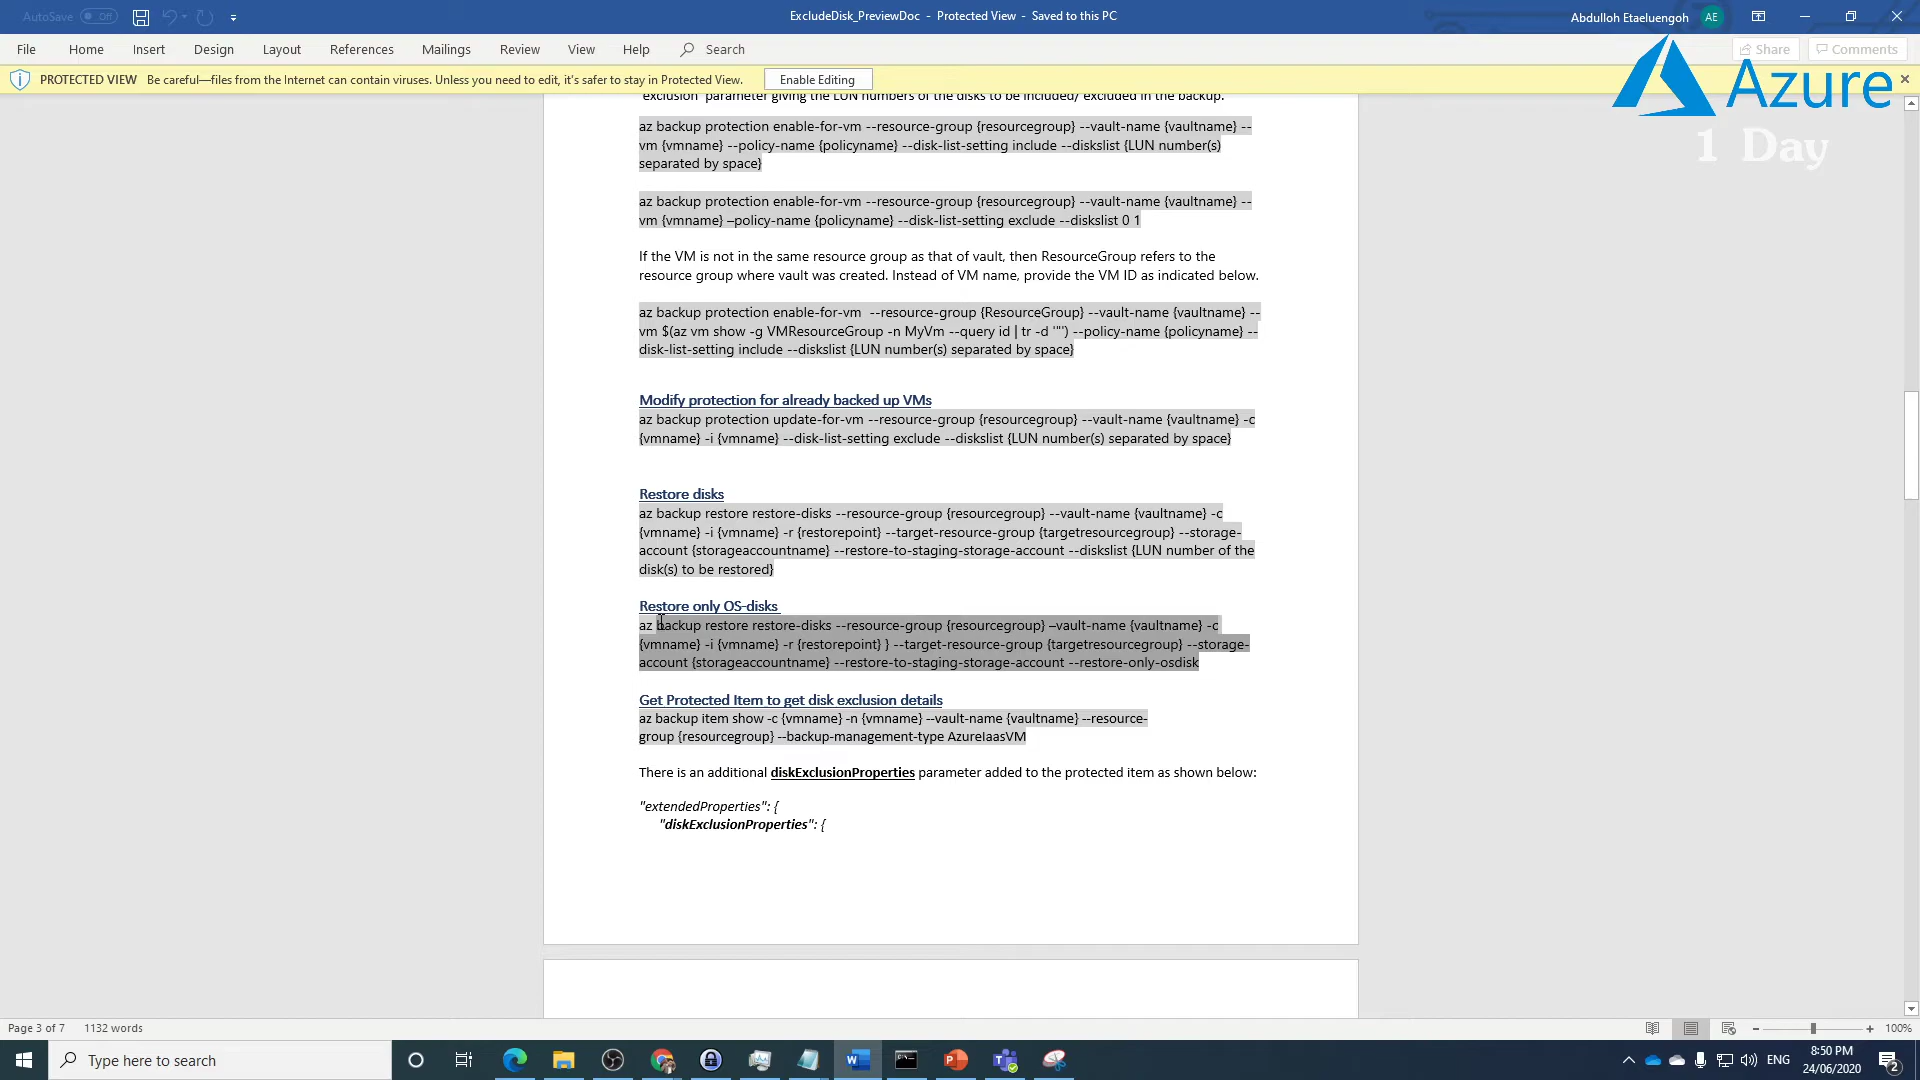 AutoSave Off
ExcludeDisk_PreviewDoc - Protected View - Saved to this PC
Abdulloh Etaeluengoh AE
File Home Insert Design Layout References Mailings Review View Help Search
Share Comments
PROTECTED VIEW Be careful—files from the Internet can contain viruses. Unless you need to edit, it's safer to stay in Protected View. Enable Editing
Azure
1 Day
exclusion' parameter giving the LUN numbers of the disks to be included/ excluded in the backup.
az backup protection enable-for-vm --resource-group {resourcegroup} --vault-name {vaultname} --
vm {vmname} --policy-name {policyname} --disk-list-setting include --diskslist {LUN number(s)
separated by space}
az backup protection enable-for-vm --resource-group {resourcegroup} --vault-name {vaultname} --
vm {vmname} –policy-name {policyname} --disk-list-setting exclude --diskslist 0 1
If the VM is not in the same resource group as that of vault, then ResourceGroup refers to the
resource group where vault was created. Instead of VM name, provide the VM ID as indicated below.
az backup protection enable-for-vm  --resource-group {ResourceGroup} --vault-name {vaultname} --
vm $(az vm show -g VMResourceGroup -n MyVm --query id | tr -d '"') --policy-name {policyname} --
disk-list-setting include --diskslist {LUN number(s) separated by space}
Modify protection for already backed up VMs
az backup protection update-for-vm --resource-group {resourcegroup} --vault-name {vaultname} -c
{vmname} -i {vmname} --disk-list-setting exclude --diskslist {LUN number(s) separated by space}
Restore disks
az backup restore restore-disks --resource-group {resourcegroup} --vault-name {vaultname} -c
{vmname} -i {vmname} -r {restorepoint} --target-resource-group {targetresourcegroup} --storage-
account {storageaccountname} --restore-to-staging-storage-account --diskslist {LUN number of the
disk(s) to be restored}
Restore only OS-disks
az backup restore restore-disks --resource-group {resourcegroup} –vault-name {vaultname} -c
{vmname} -i {vmname} -r {restorepoint} } --target-resource-group {targetresourcegroup} --storage-
account {storageaccountname} --restore-to-staging-storage-account --restore-only-osdisk
Get Protected Item to get disk exclusion details
az backup item show -c {vmname} -n {vmname} --vault-name {vaultname} --resource-
group {resourcegroup} --backup-management-type AzureIaasVM
There is an additional diskExclusionProperties parameter added to the protected item as shown below:
"extendedProperties": {
"diskExclusionProperties": {
Page 3 of 7 1132 words
100%
Type here to search
ENG
8:50 PM
24/06/2020
2